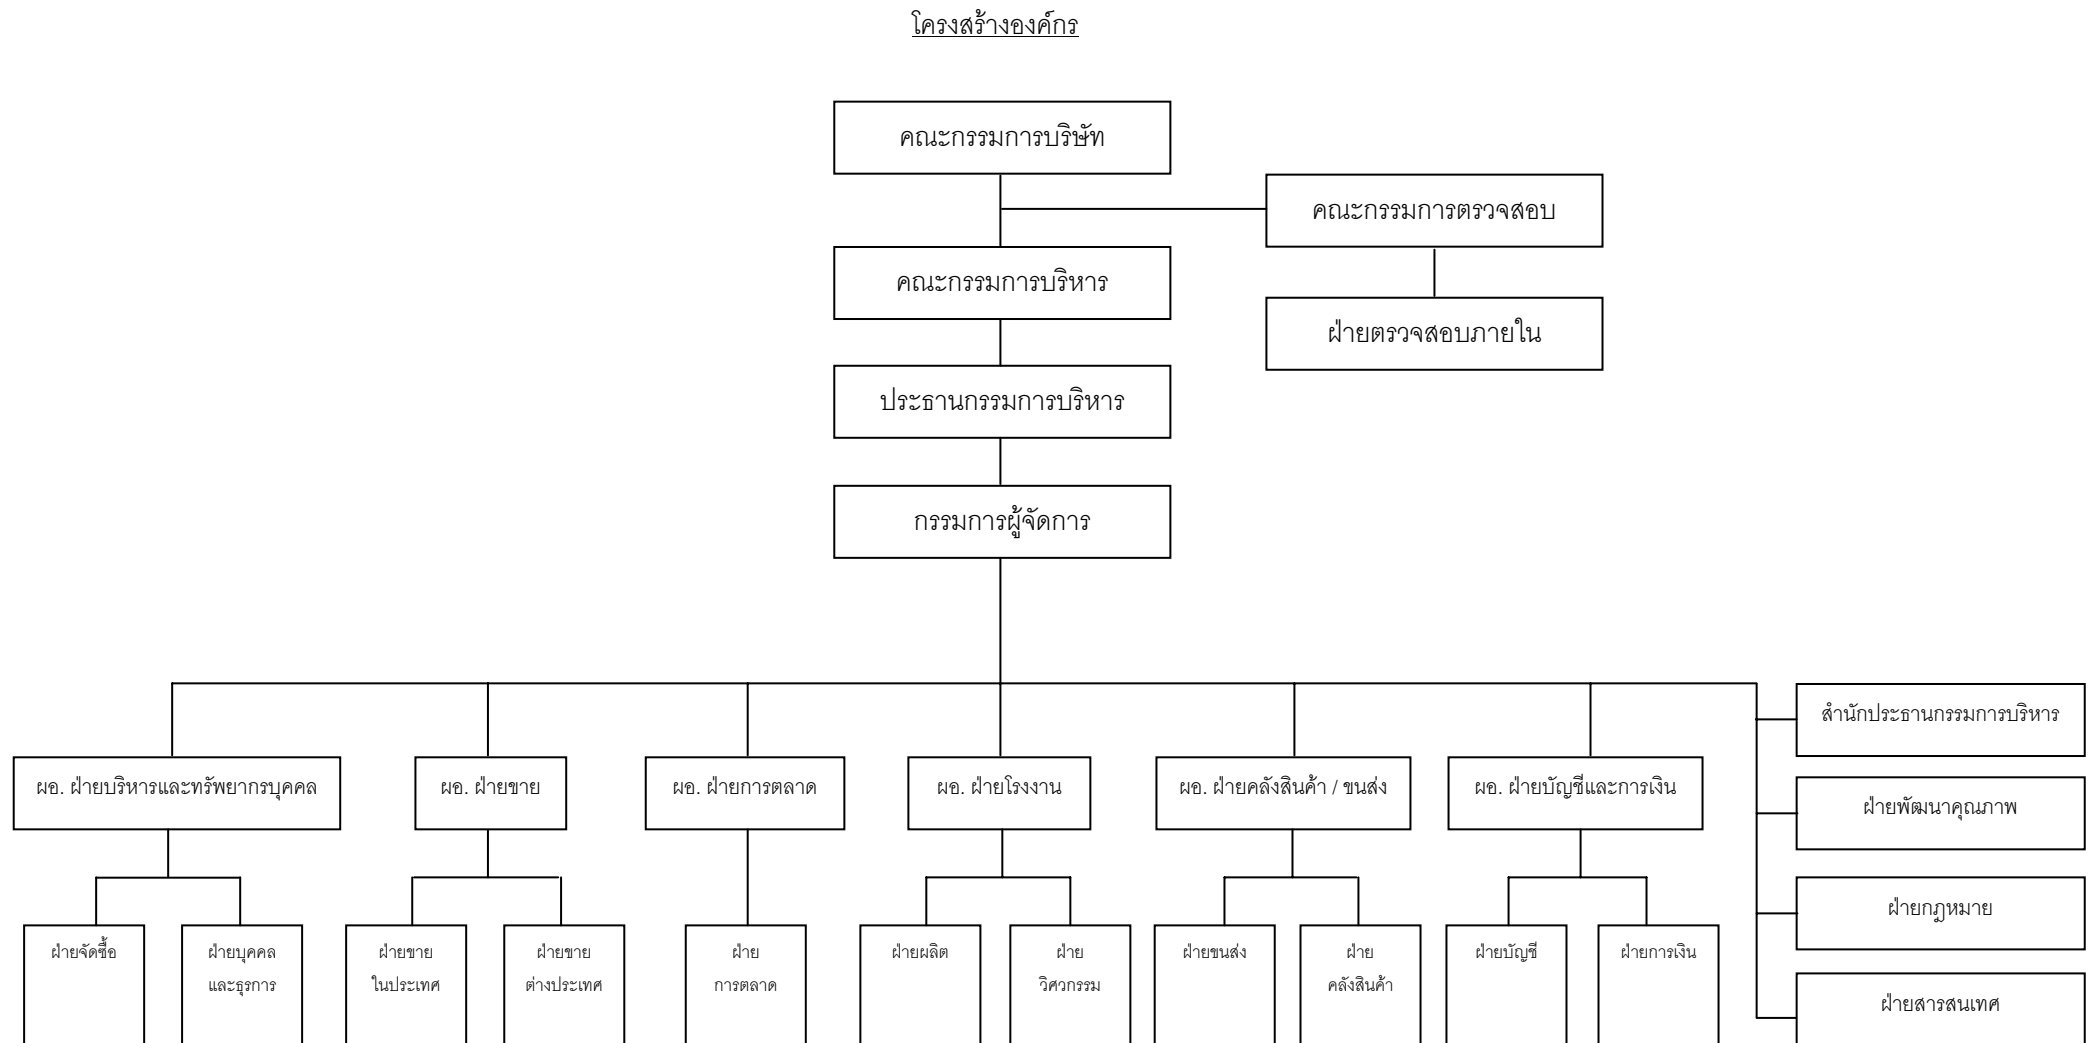 โครงสร้างองค์กร
คณะกรรมการบริษัท
คณะกรรมการตรวจสอบ
คณะกรรมการบริหาร
ฝ่ายตรวจสอบภายใน
ประธานกรรมการบริหาร
กรรมการผู้จัดการ
สำนักประธานกรรมการบริหาร
ผอ. ฝ่ายบริหารและทรัพยากรบุคคล
ผอ. ฝ่ายขาย
ผอ. ฝ่ายการตลาด
ผอ. ฝ่ายโรงงาน
ผอ. ฝ่ายคลังสินค้า / ขนส่ง
ผอ. ฝ่ายบัญชีและการเงิน
ฝ่ายพัฒนาคุณภาพ
ฝ่ายกฎหมาย
ฝ่ายจัดซื้อ
ฝ่ายบุคคล
และธุรการ
ฝ่ายขาย
ในประเทศ
ฝ่ายขาย
ต่างประเทศ
ฝ่าย
การตลาด
ฝ่ายผลิต
ฝ่าย
วิศวกรรม
ฝ่ายขนส่ง
ฝ่าย
คลังสินค้า
ฝ่ายบัญชี
ฝ่ายการเงิน
ฝ่ายสารสนเทศ